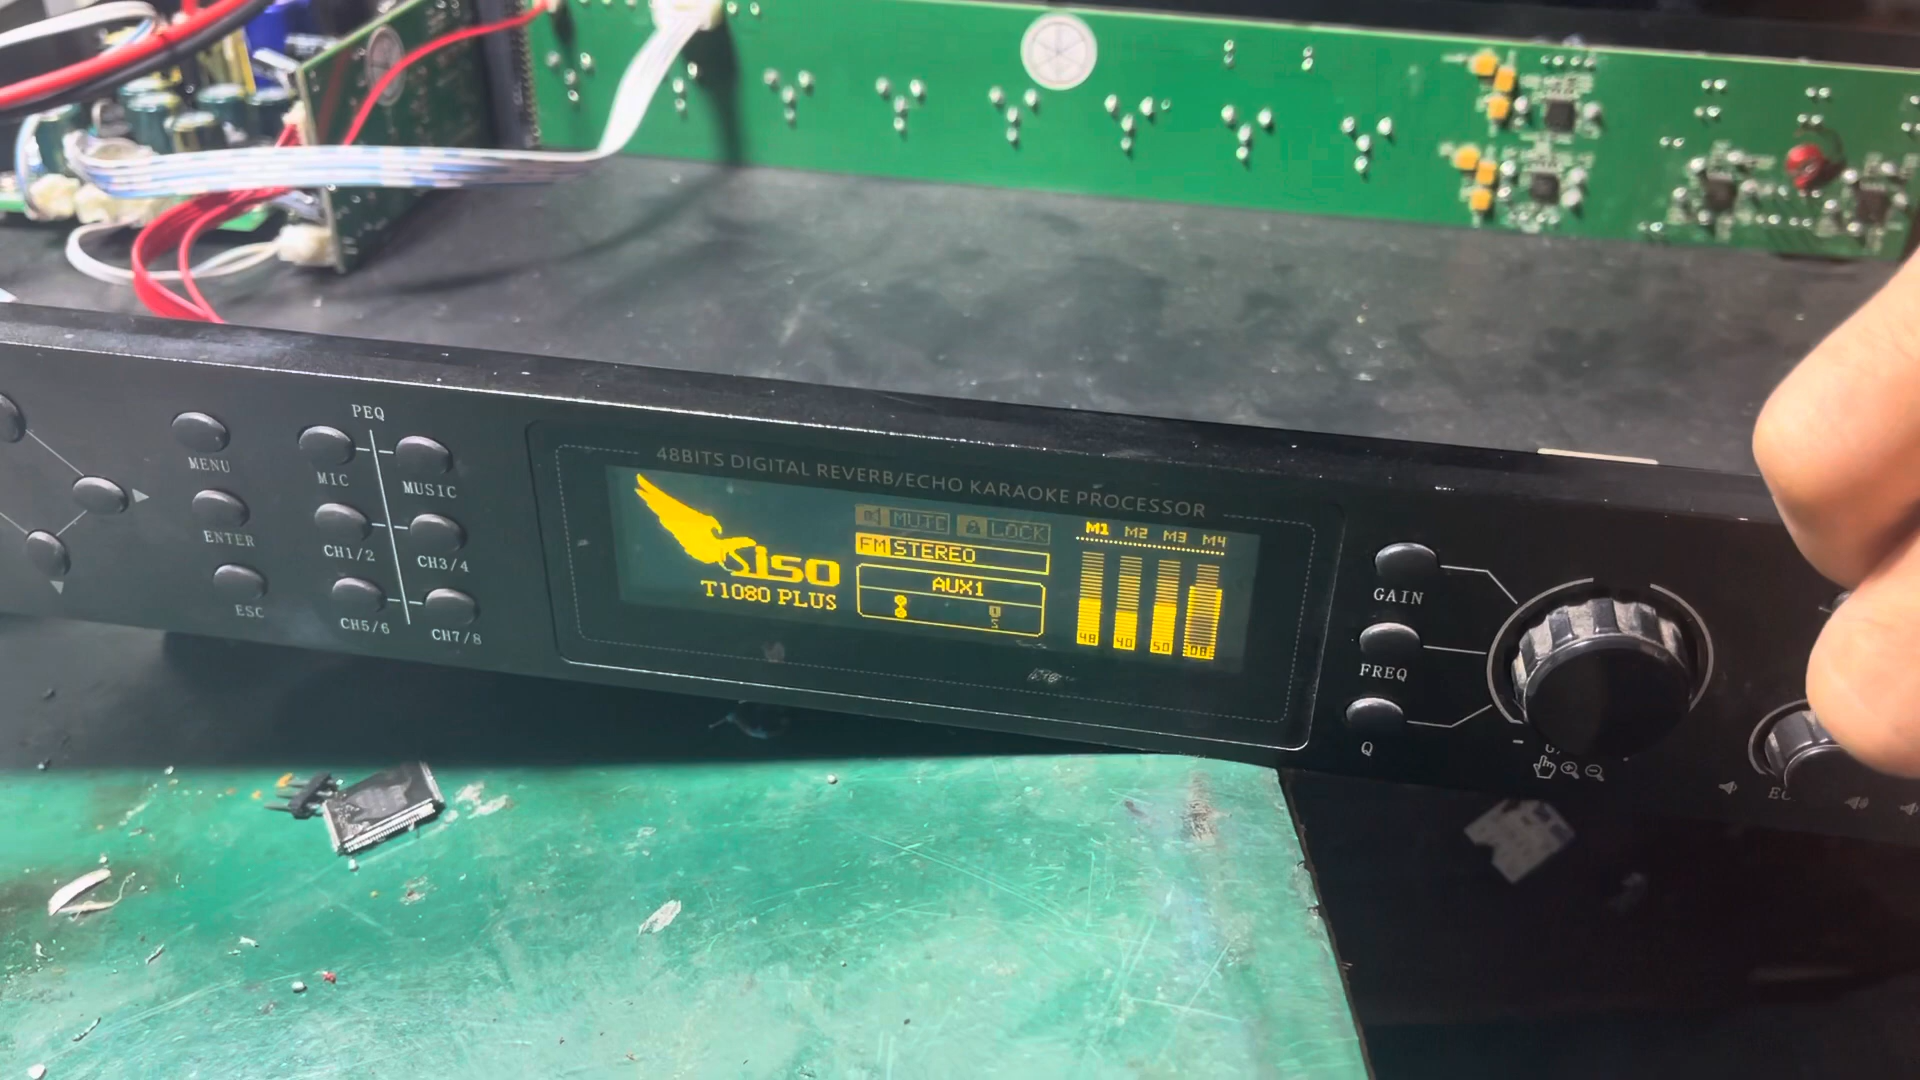 PEQ
MENU
MIC
MUSIC
ENTER
CH1/2
CH3/4
ESC
CH5/6
CH7/8
48BITS DIGITAL REVERB/ECHO KARAOKE PROCESSOR
siso
T1080 PLUS
MUTE
LOCK
FM STEREO
AUX1
M1 M2 M3 M4
48 40 50
GAIN
FREQ
Q